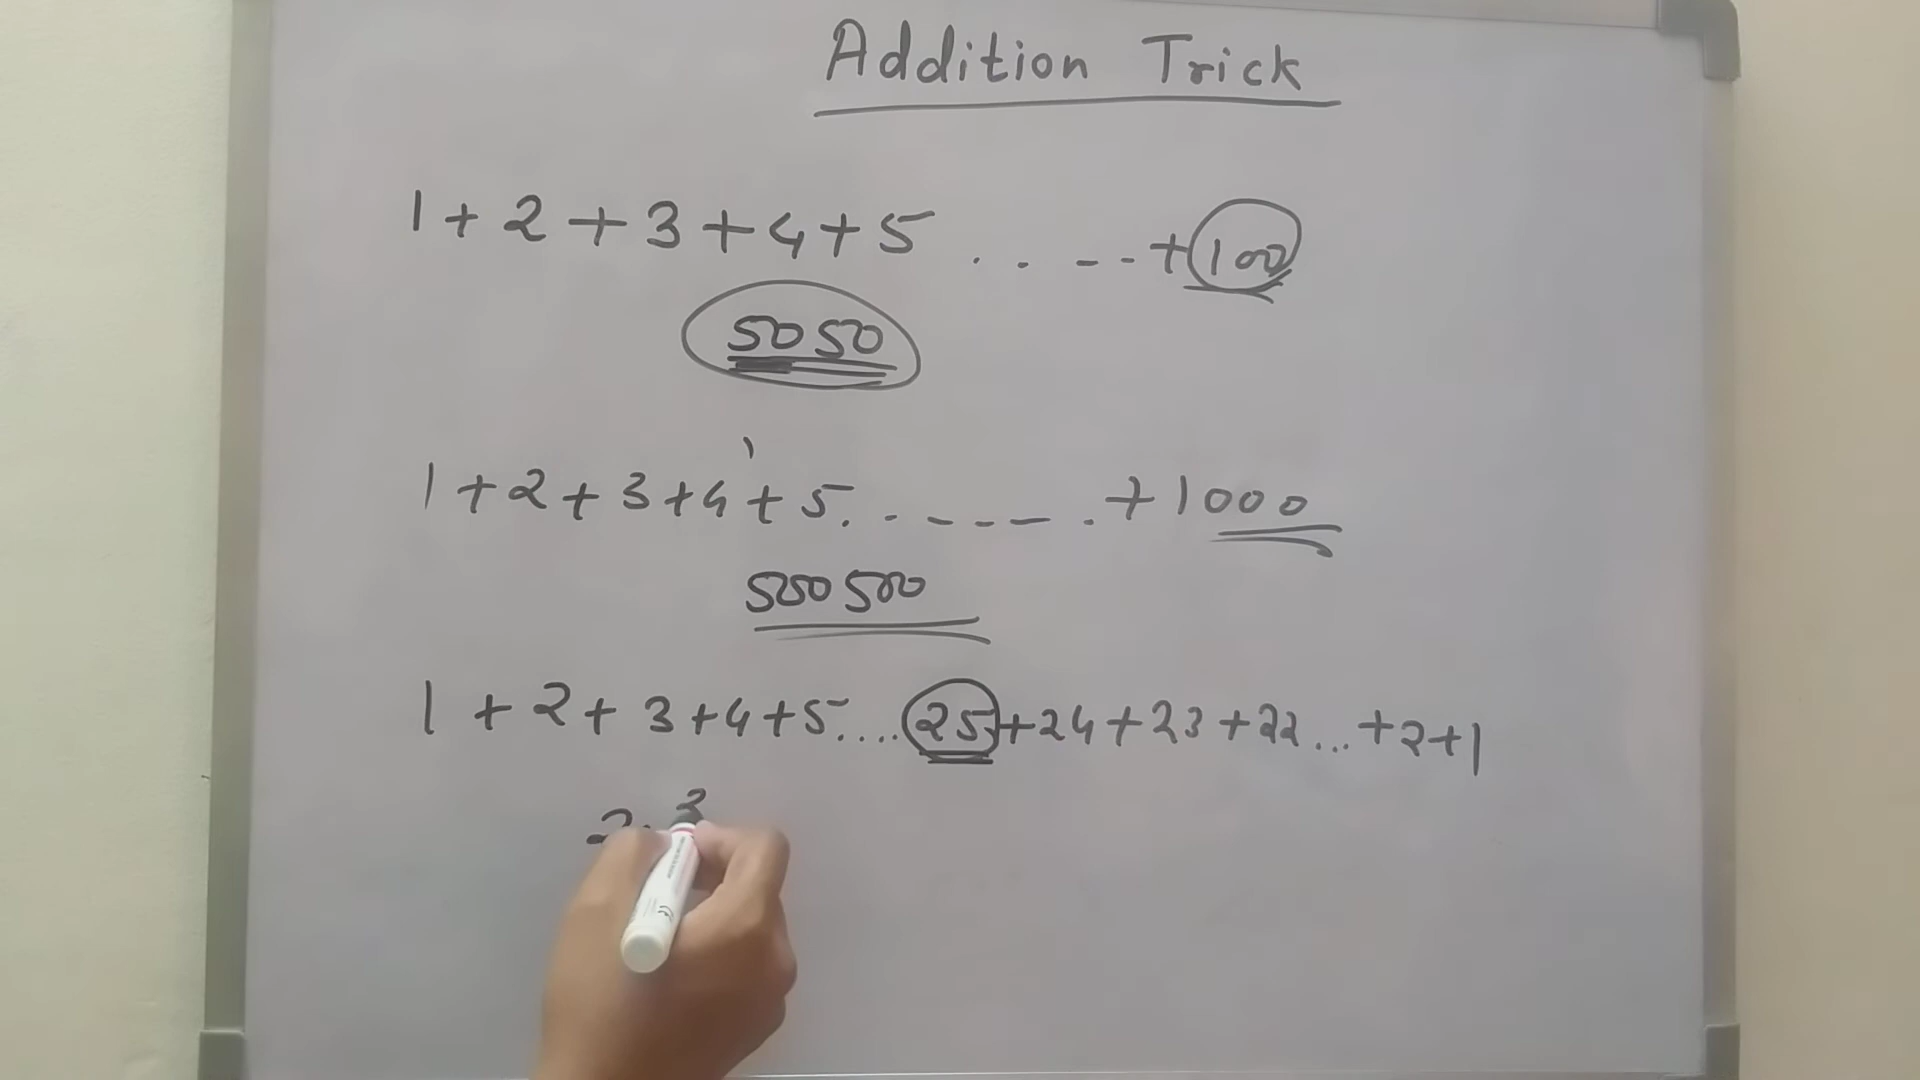 Addition Trick
1 + 2 + 3 + 4 + 5 . . - - - + 100
5050
1 + 2 + 3 + 4 + 5 . . - - - - . + 1000
500500
1 + 2 + 3 + 4 + 5 .... 25 + 24 + 23 + 22 ... + 2 + 1
2